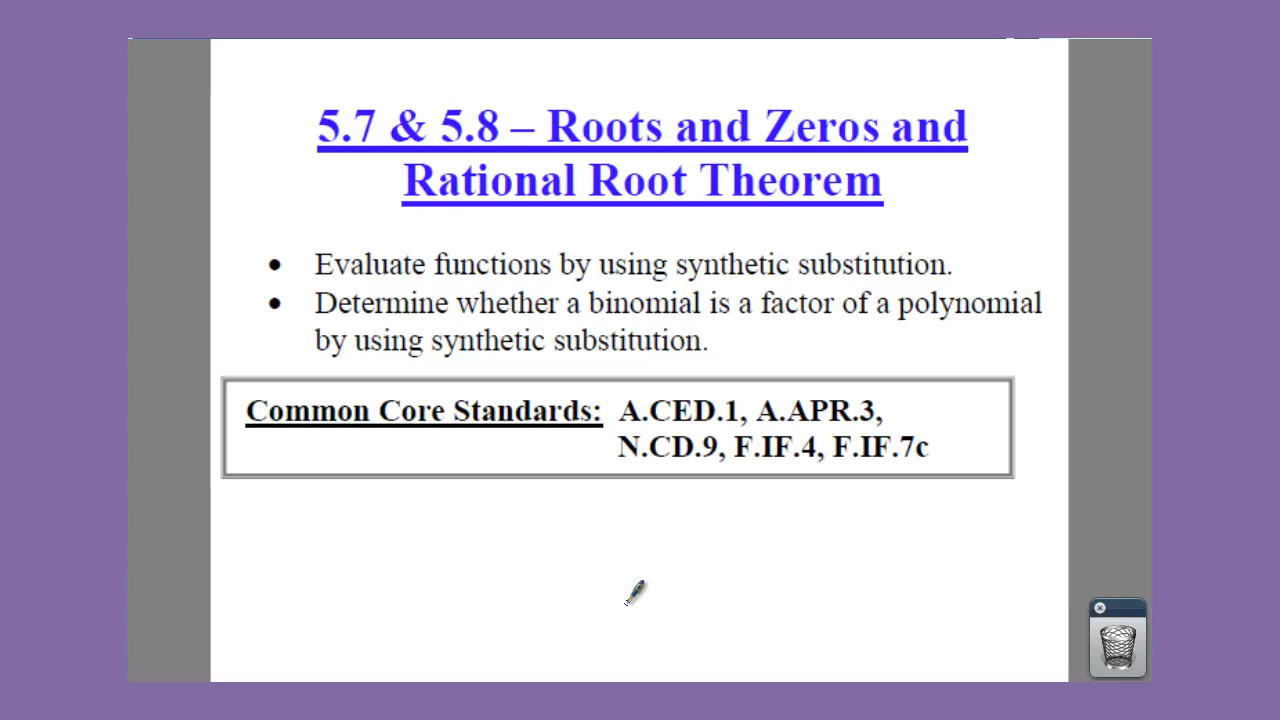 5.7 & 5.8 – Roots and Zeros and
Rational Root Theorem
• Evaluate functions by using synthetic substitution.
• Determine whether a binomial is a factor of a polynomial
by using synthetic substitution.
Common Core Standards: A.CED.1, A.APR.3,
N.CD.9, F.IF.4, F.IF.7c